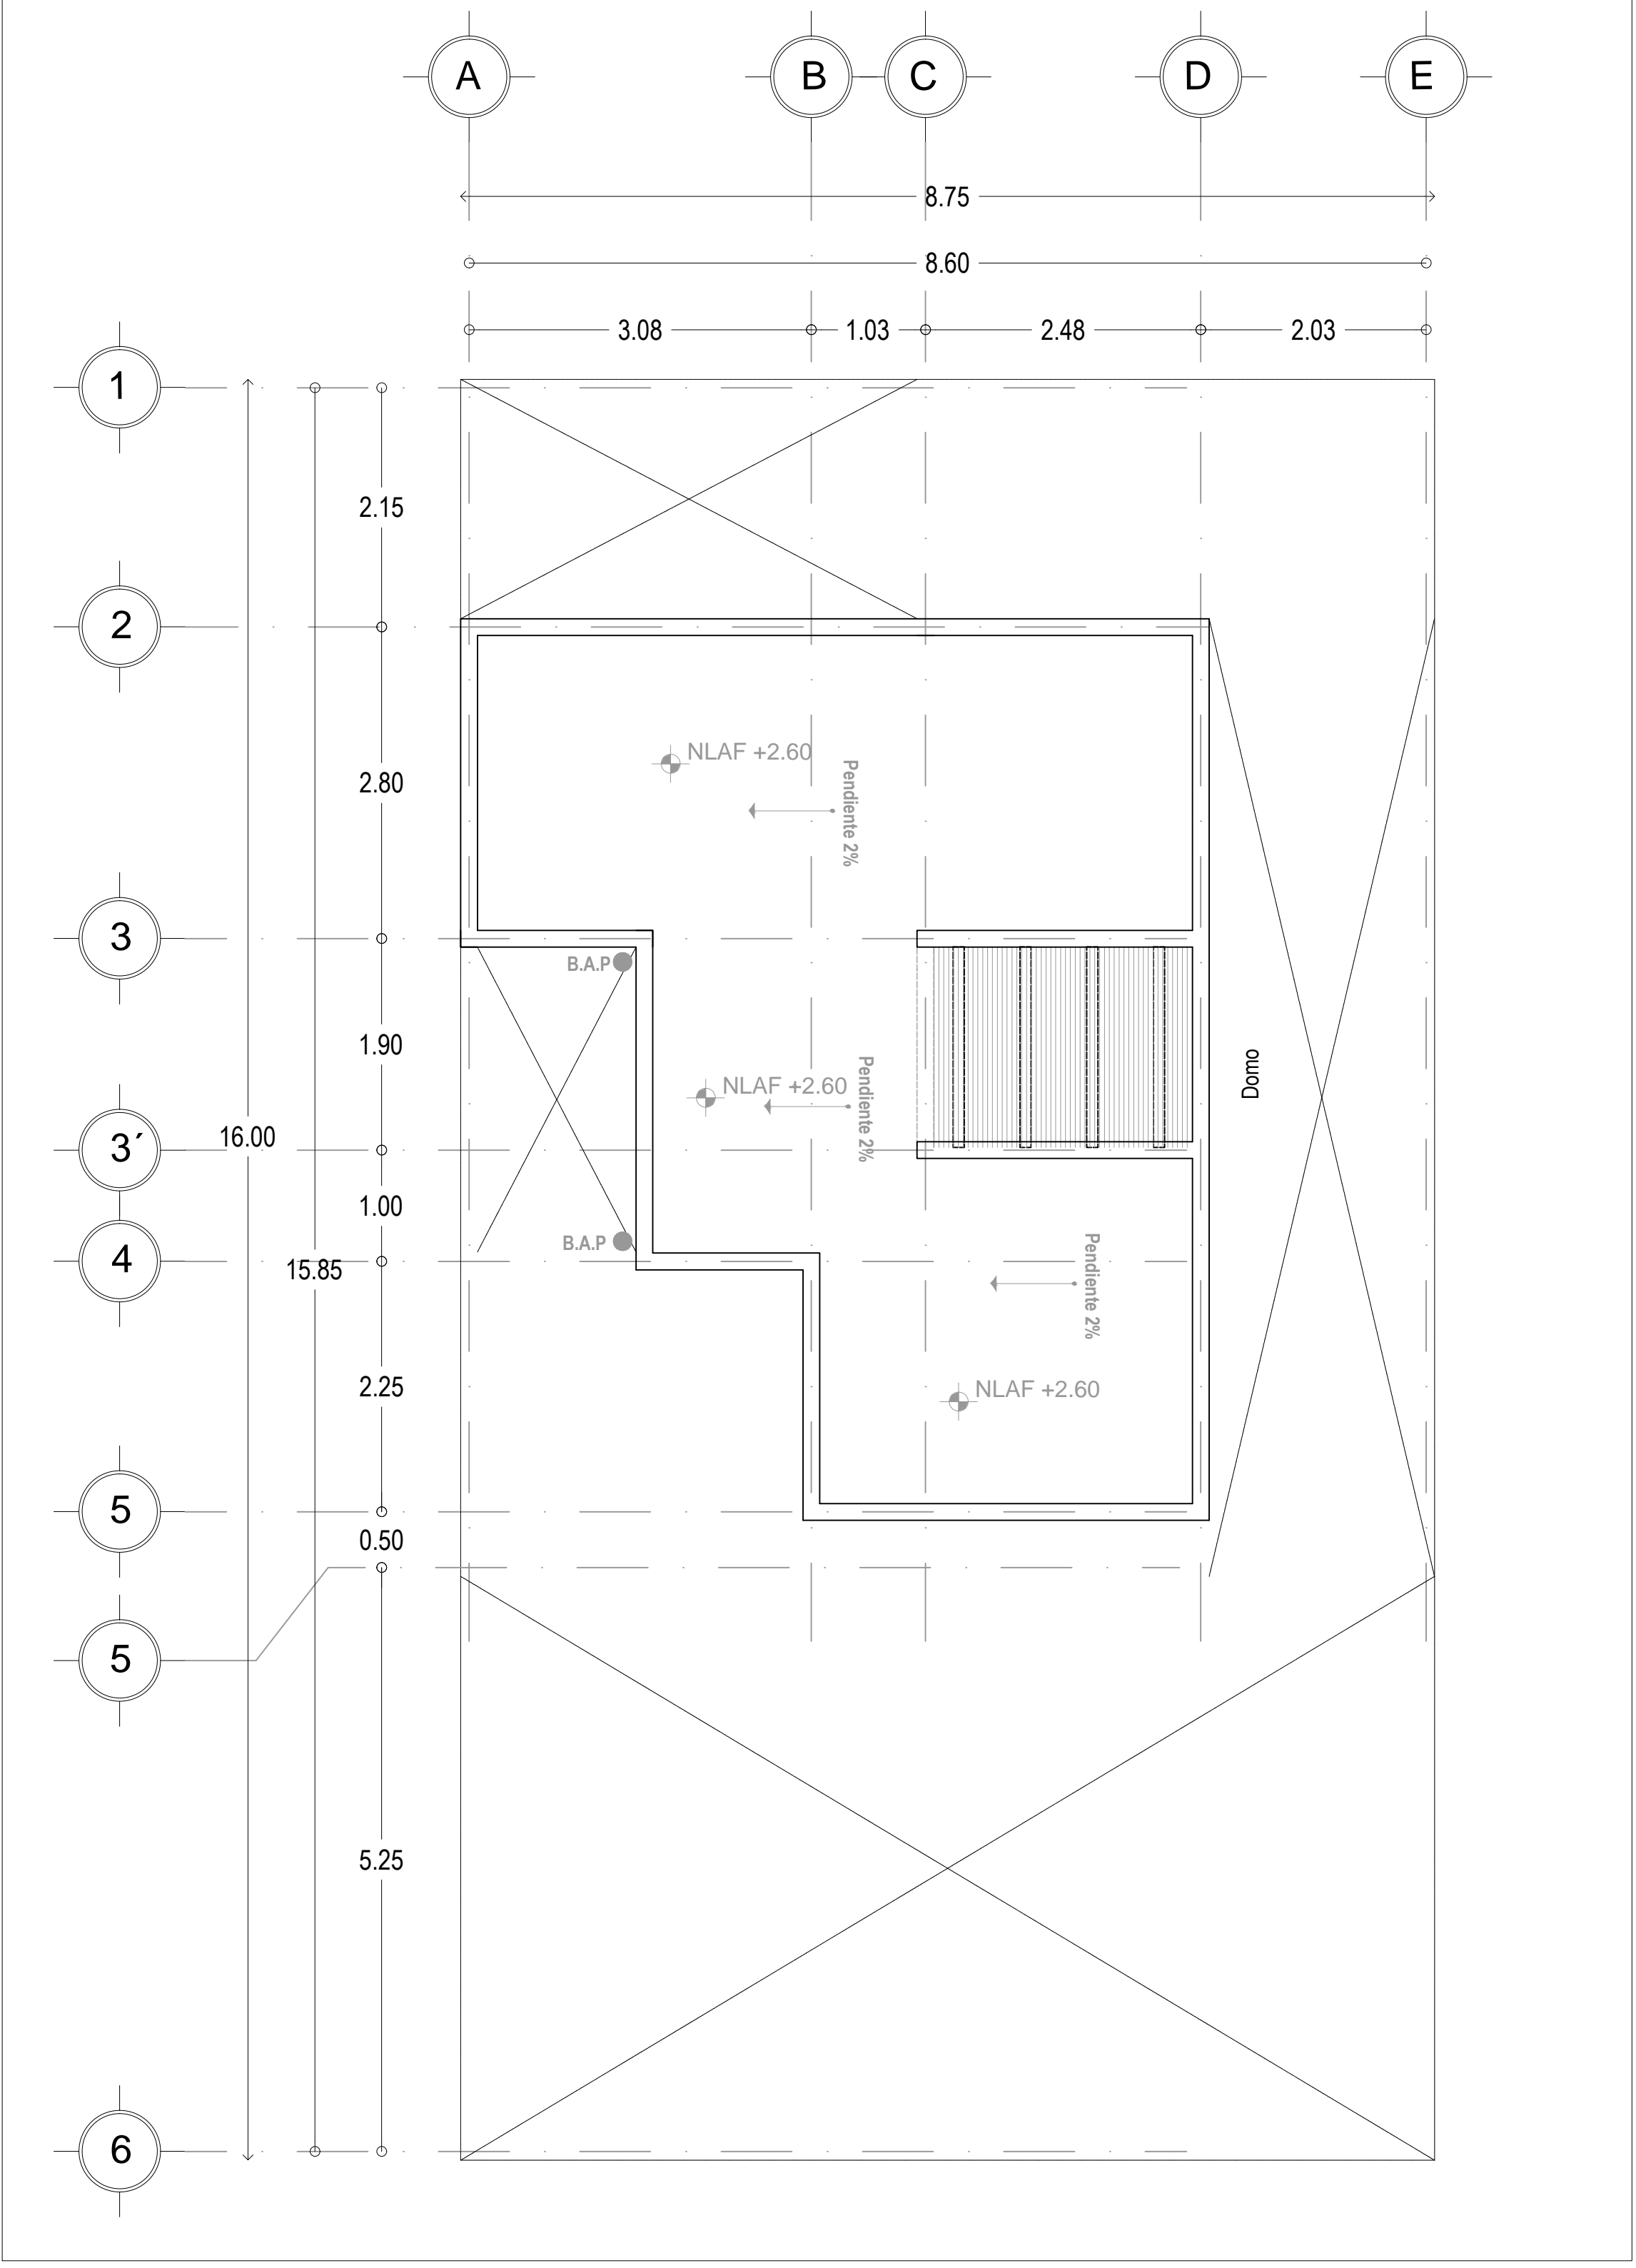 A
B
C
D
E
8.75
8.60
3.08
1.03
2.48
2.03
1
2.15
2
NLAF +2.60
Pendiente 2%
2.80
3
B.A.P
1.90
Domo
NLAF +2.60
Pendiente 2%
16.00
3´
1.00
B.A.P
4
15.85
Pendiente 2%
2.25
NLAF +2.60
5
0.50
5
5.25
6